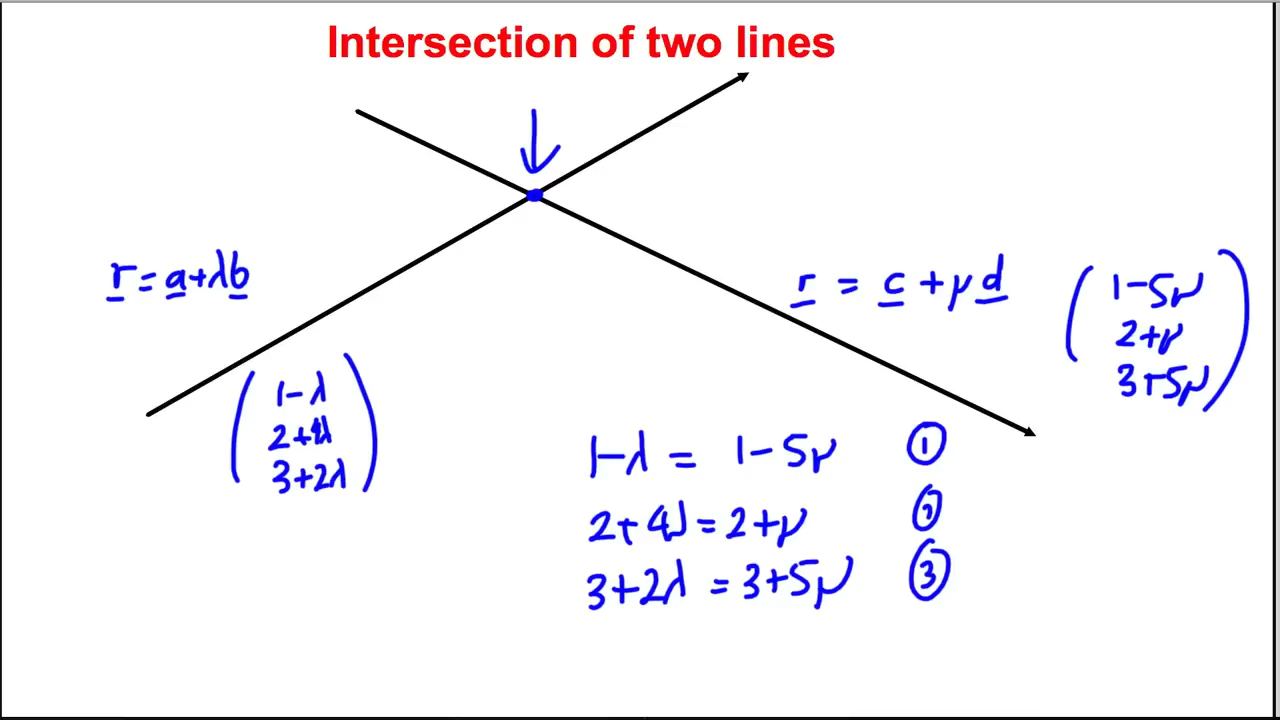 Intersection of two lines
r = a + λb
r = c + μd
1 - 5μ
2 + μ
3 + 5μ
1 - λ
2 + 4λ
3 + 2λ
1 - λ = 1 - 5μ ①
2 + 4λ = 2 + μ ②
3 + 2λ = 3 + 5μ ③